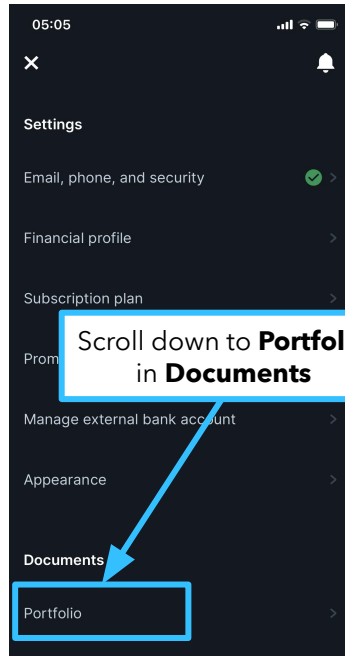 05:05
Settings
Email, phone, and security
Financial profile
Subscription plan
Scroll down to Portfol
in Documents
Prom
Manage external bank account
Appearance
Documents
Portfolio